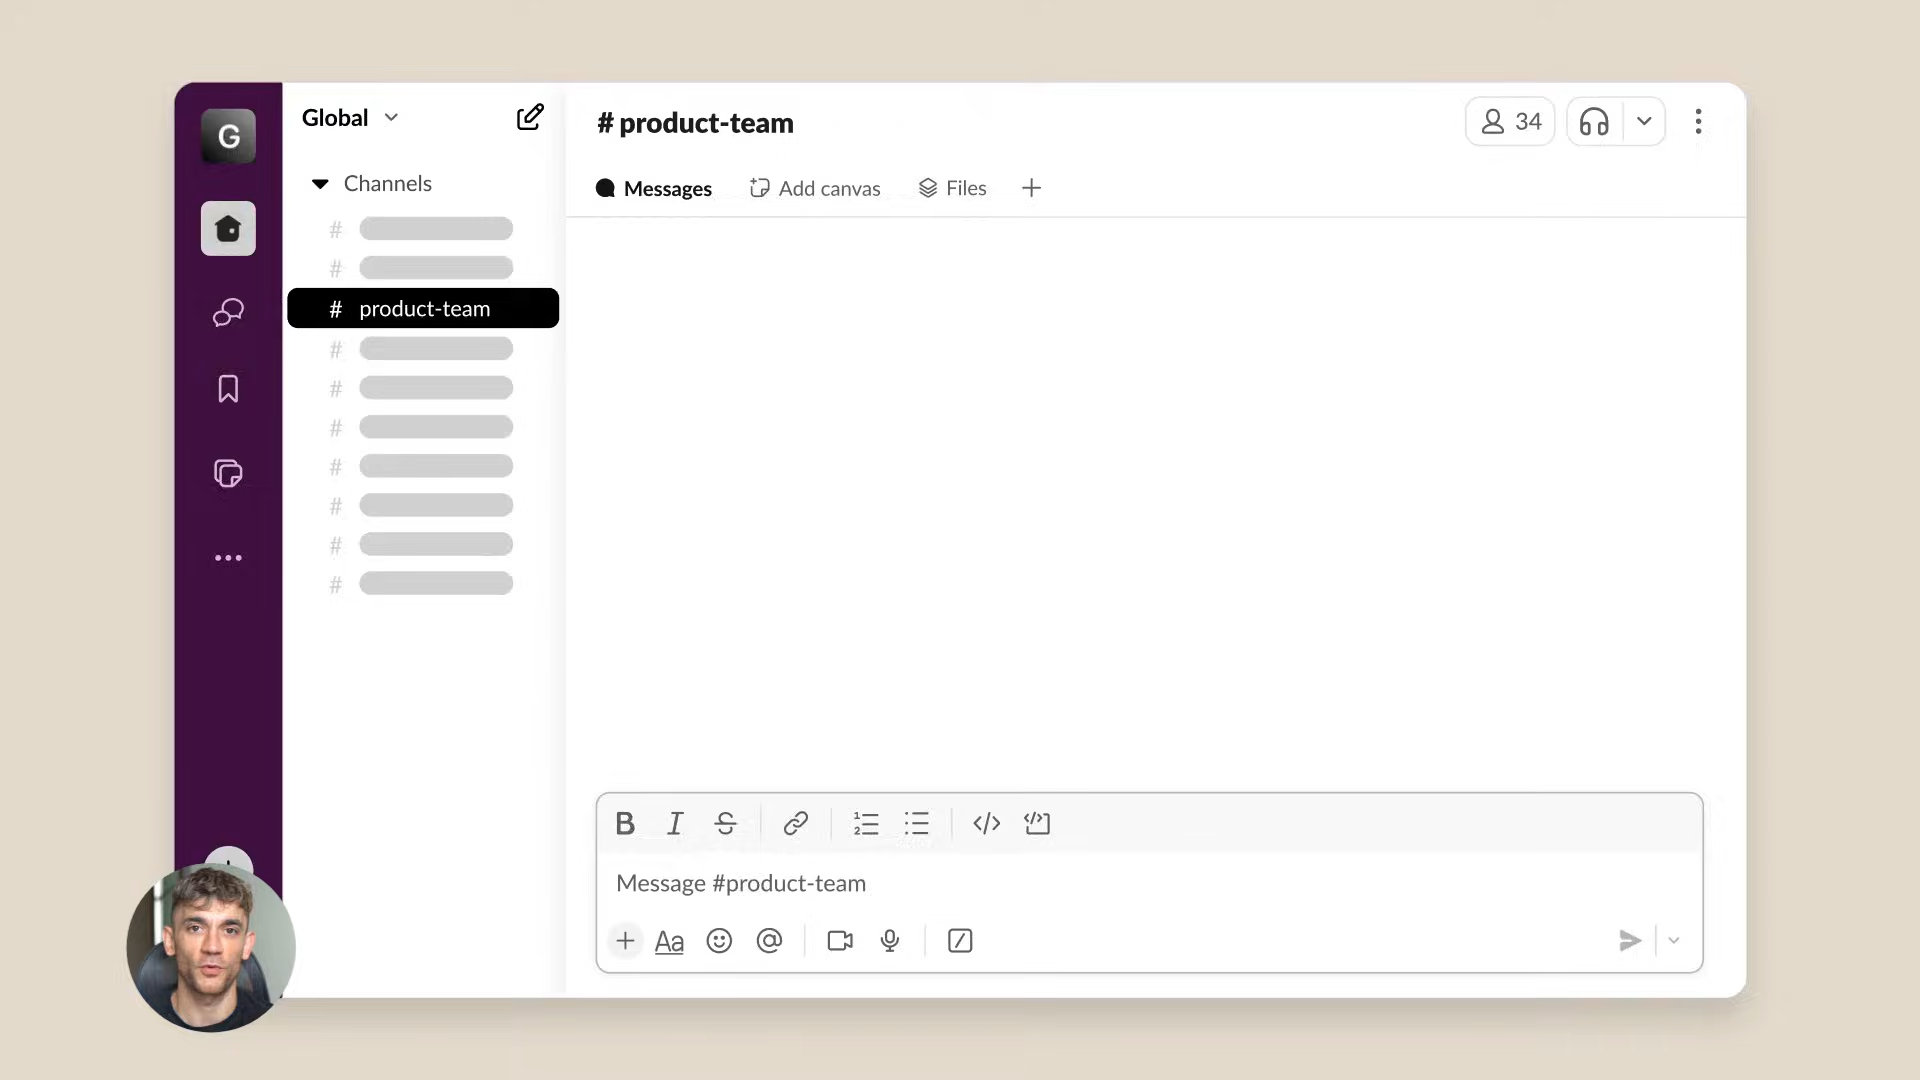 G
Global
Channels
#
#
# product-team
#
#
#
#
#
#
#
# product-team
34
Messages
Add canvas
Files
B I S
Message #product-team
Aa